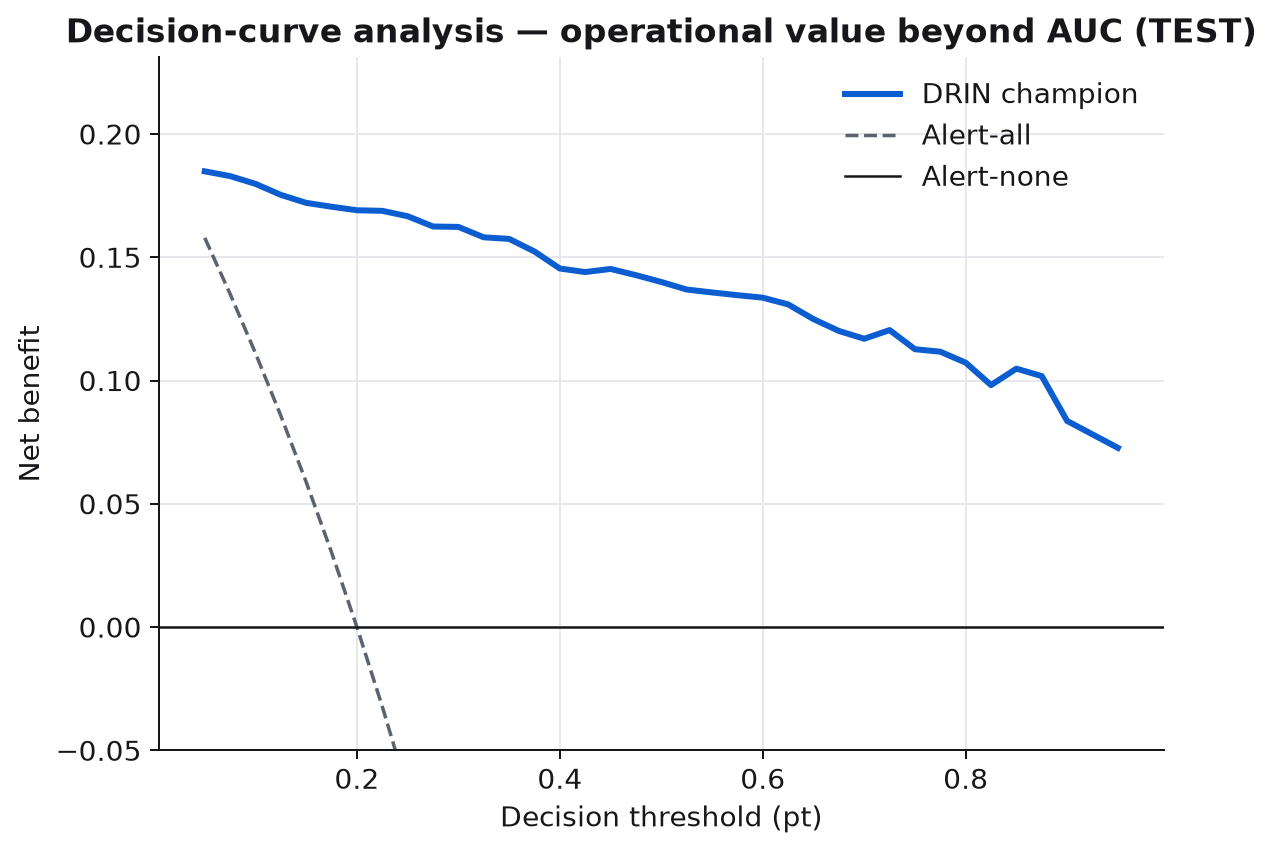 Decision-curve analysis — operational value beyond AUC (TEST)
DRIN champion
Alert-all
Alert-none
Net benefit
0.20
0.15
0.10
0.05
0.00
−0.05
0.2
0.4
0.6
0.8
Decision threshold (pt)